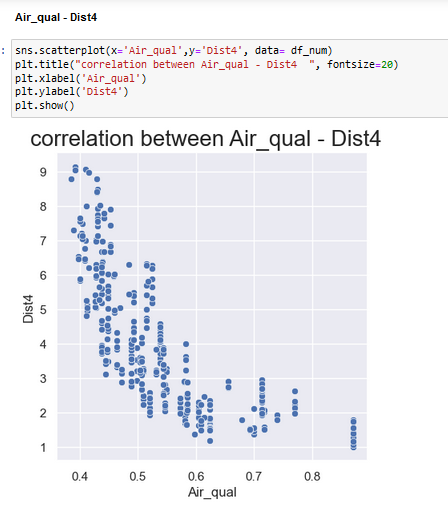 Air_qual - Dist4
: sns.scatterplot(x='Air_qual',y='Dist4', data= df_num)
plt.title("correlation between Air_qual - Dist4  ", fontsize=20)
plt.xlabel('Air_qual')
plt.ylabel('Dist4')
plt.show()
correlation between Air_qual - Dist4
9
8
7
6
5
4
3
2
1
Dist4
0.4 0.5 0.6 0.7 0.8
Air_qual